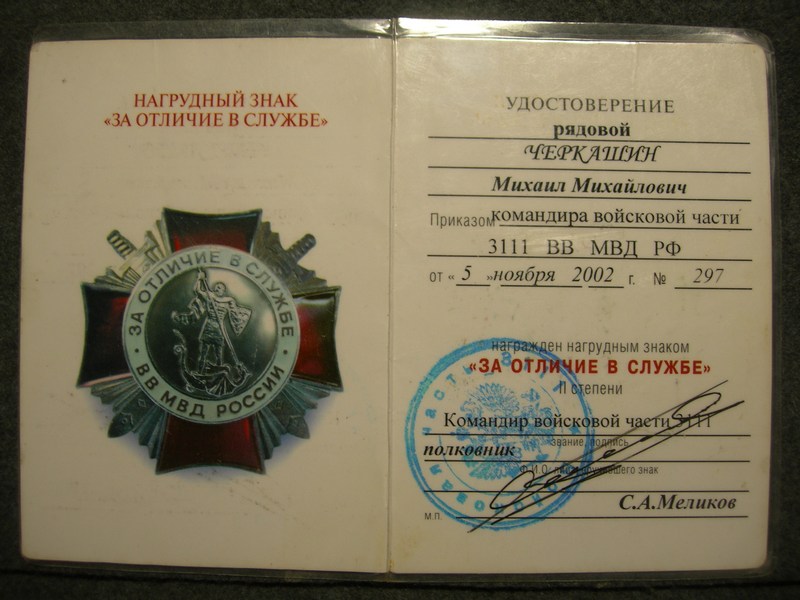 НАГРУДНЫЙ ЗНАК
«ЗА ОТЛИЧИЕ В СЛУЖБЕ»
ЗА ОТЛИЧИЕ В СЛУЖБЕ
ВВ МВД РОССИИ
УДОСТОВЕРЕНИЕ
рядовой
ЧЕРКАШИН
Михаил Михайлович
Приказом командира войсковой части
3111 ВВ МВД РФ
от «5» ноября 2002 г. № 297
награжден нагрудным знаком
«ЗА ОТЛИЧИЕ В СЛУЖБЕ»
II степени
Командир войсковой части 3111
звание, подпись
полковник
знак
С.А.Меликов
М.П.